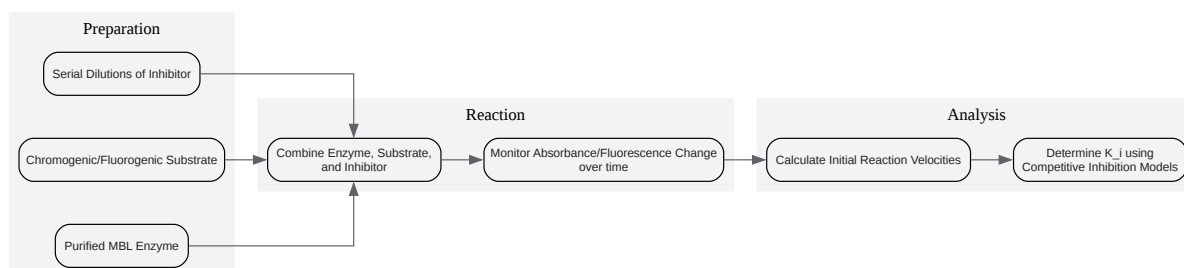 Preparation
Serial Dilutions of Inhibitor
Chromogenic/Fluorogenic Substrate
Purified MBL Enzyme
Reaction
Combine Enzyme, Substrate,
and Inhibitor
Monitor Absorbance/Fluorescence Change
over time
Analysis
Calculate Initial Reaction Velocities
Determine K_i using
Competitive Inhibition Models